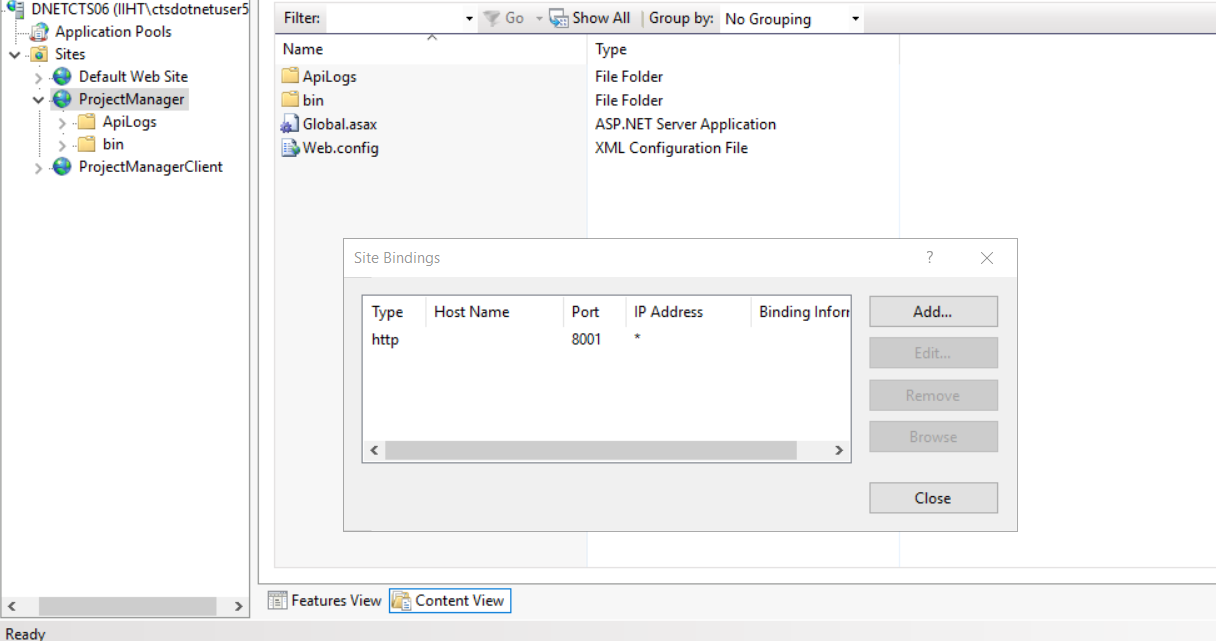 DNETCTS06 (IIHT\ctsdotnetuser5
Application Pools
Sites
Default Web Site
ProjectManager
ApiLogs
bin
ProjectManagerClient
Filter: Go Show All Group by: No Grouping
Name Type
ApiLogs File Folder
bin File Folder
Global.asax ASP.NET Server Application
Web.config XML Configuration File
Site Bindings ?
Type Host Name Port IP Address Binding Inforr
http 8001 *
Add...
Edit...
Remove
Browse
Close
Features View Content View
Ready